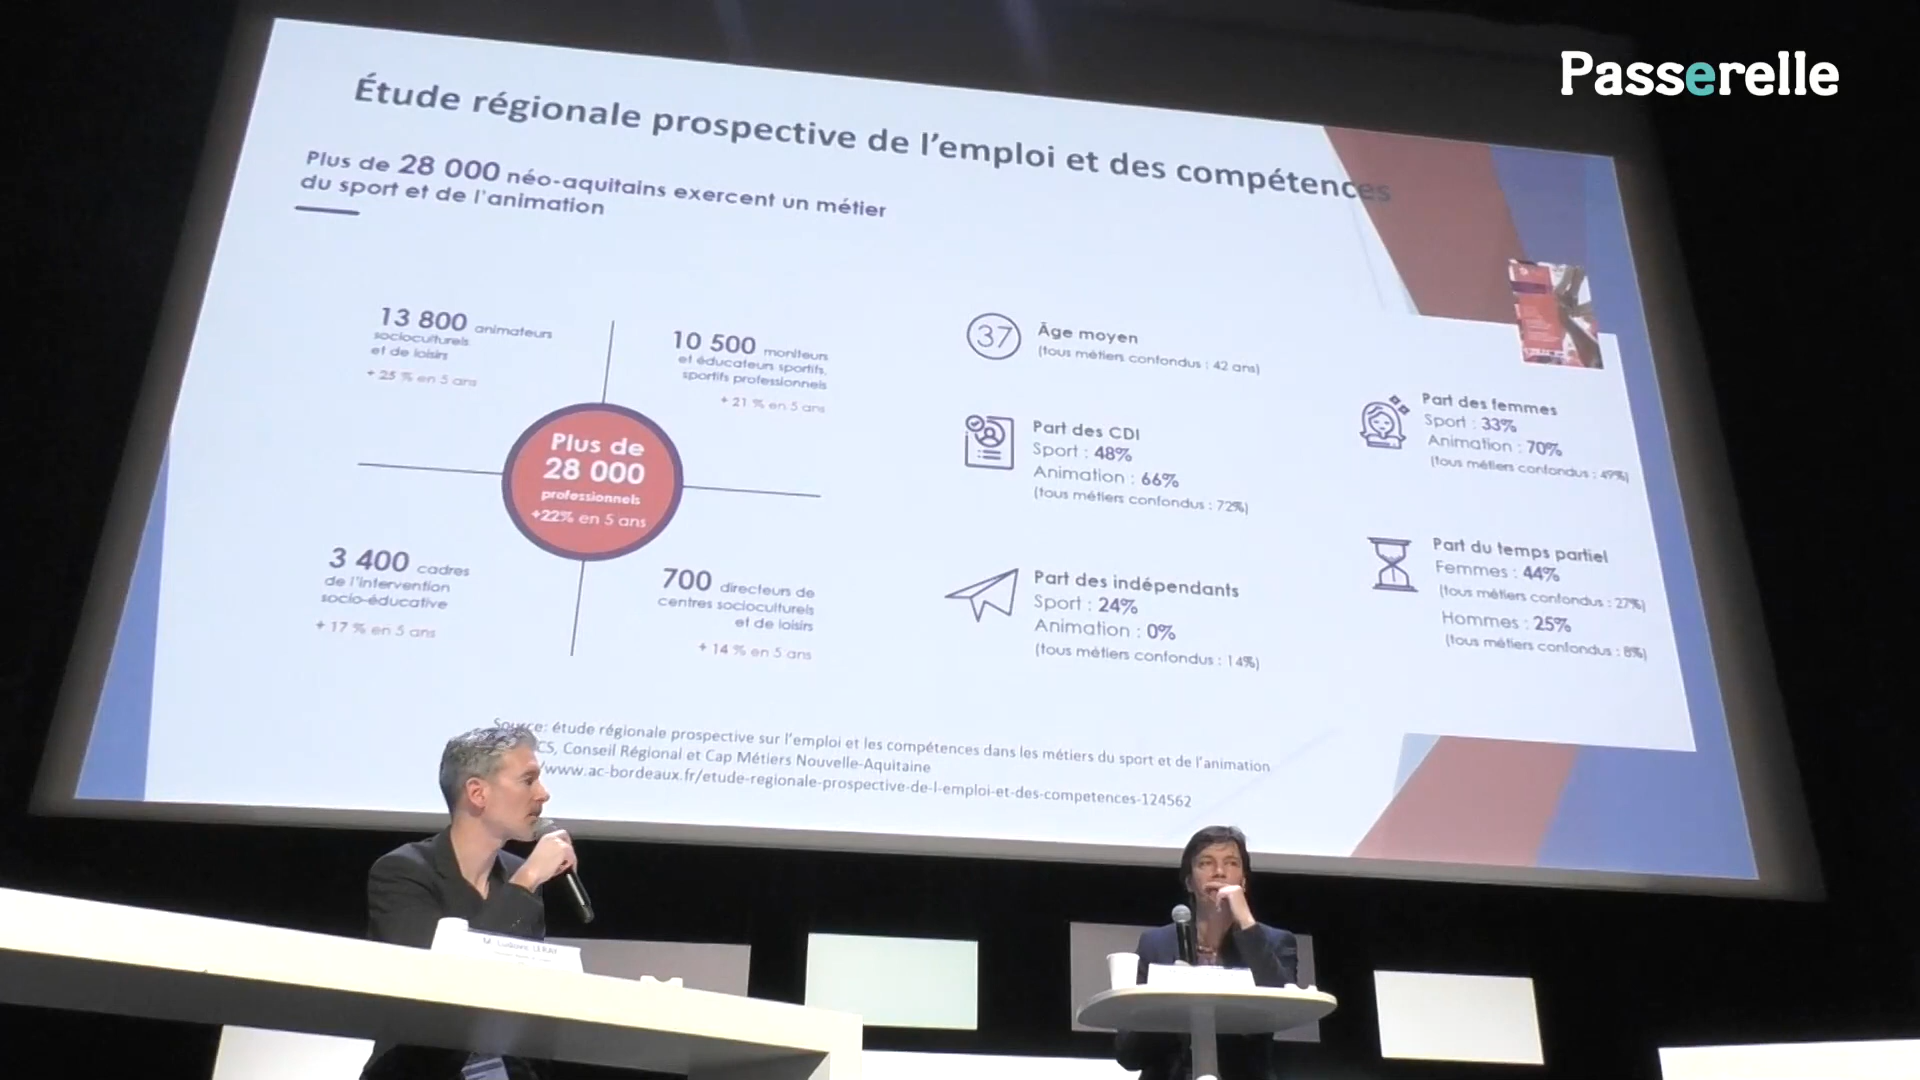 Passerelle
Étude régionale prospective de l'emploi et des compétences
Plus de 28 000 néo-aquitains exercent un métier
du sport et de l'animation
13 800 animateurs
socioculturels
et de loisirs
+ 25 % en 5 ans
10 500 moniteurs
et éducateurs sportifs,
sportifs professionnels
+ 21 % en 5 ans
Plus de
28 000
professionnels
+22% en 5 ans
3 400 cadres
de l'intervention
socio-éducative
+ 17 % en 5 ans
700 directeurs de
centres socioculturels
et de loisirs
+ 14 % en 5 ans
37
Âge moyen
(tous métiers confondus : 42 ans)
Part des CDI
Sport : 48%
Animation : 66%
(tous métiers confondus : 72%)
Part des indépendants
Sport : 24%
Animation : 0%
(tous métiers confondus : 14%)
Part des femmes
Sport : 33%
Animation : 70%
(tous métiers confondus : 49%)
Part du temps partiel
Femmes : 44%
(tous métiers confondus : 27%)
Hommes : 25%
(tous métiers confondus : 8%)
Source: étude régionale prospective sur l'emploi et les compétences dans les métiers du sport et de l'animation
CS, Conseil Régional et Cap Métiers Nouvelle-Aquitaine
/www.ac-bordeaux.fr/etude-regionale-prospective-de-l-emploi-et-des-competences-124562
M. Ludovic